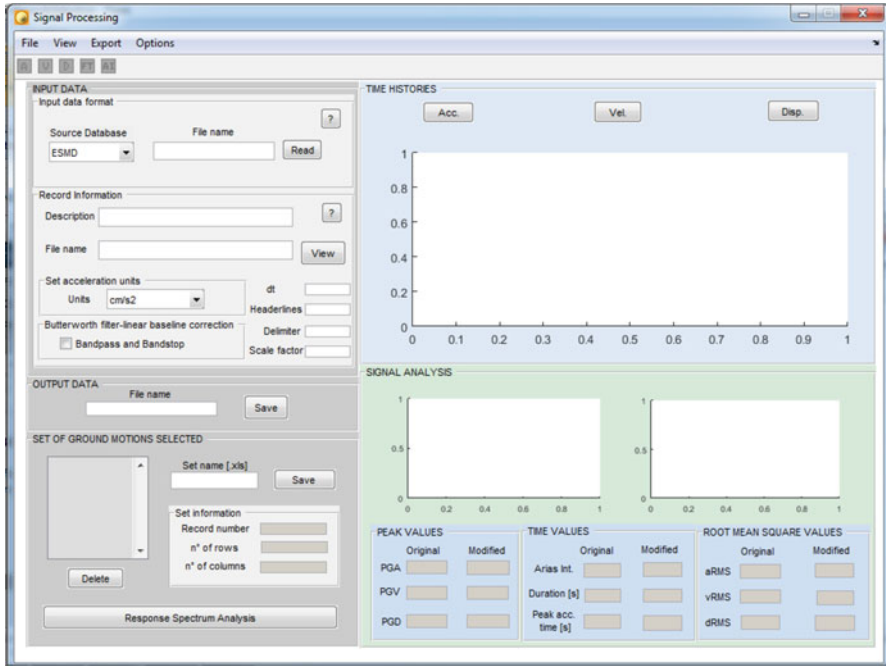 Signal Processing
File View Export Options
A V D FT AI
INPUT DATA
Input data format
?
Source Database File name
ESMD Read
Record Information
Description ?
File name View
Set acceleration units
Units cm/s2
dt
Headerlines
Butterworth filter-linear baseline correction
Bandpass and Bandstop
Delimiter
Scale factor
OUTPUT DATA
File name
Save
SET OF GROUND MOTIONS SELECTED
Set name [.xls]
Save
Set information
Record number
n° of rows
n° of columns
Delete
Response Spectrum Analysis
TIME HISTORIES
Acc. Vel. Disp.
1
0.8
0.6
0.4
0.2
0
0 0.1 0.2 0.3 0.4 0.5 0.6 0.7 0.8 0.9 1
SIGNAL ANALYSIS
1
0.5
0
0 0.2 0.4 0.6 0.8 1
1
0.5
0
0 0.2 0.4 0.6 0.8 1
PEAK VALUES
Original Modified
PGA
PGV
PGD
TIME VALUES
Original Modified
Arias Int.
Duration [s]
Peak acc.
time [s]
ROOT MEAN SQUARE VALUES
Original Modified
aRMS
vRMS
dRMS